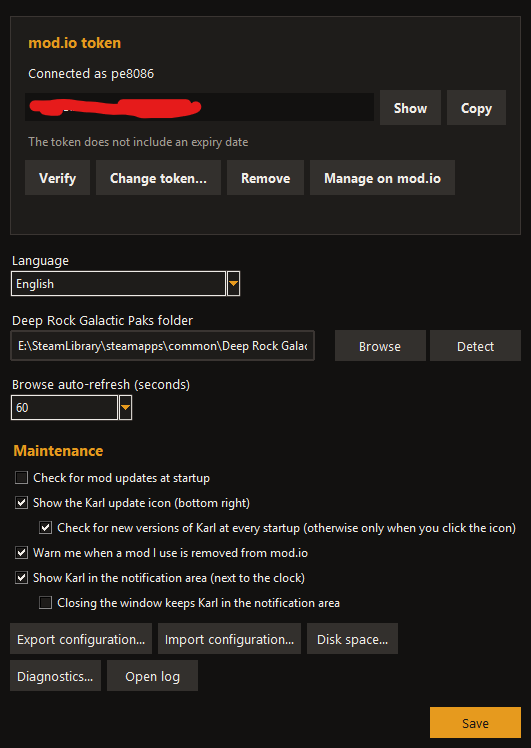 mod.io token
Connected as pe8086
Show
Copy
The token does not include an expiry date
Verify
Change token...
Remove
Manage on mod.io
Language
English
Deep Rock Galactic Paks folder
E:\SteamLibrary\steamapps\common\Deep Rock Galac
Browse
Detect
Browse auto-refresh (seconds)
60
Maintenance
Check for mod updates at startup
Show the Karl update icon (bottom right)
Check for new versions of Karl at every startup (otherwise only when you click the icon)
Warn me when a mod I use is removed from mod.io
Show Karl in the notification area (next to the clock)
Closing the window keeps Karl in the notification area
Export configuration...
Import configuration...
Disk space...
Diagnostics...
Open log
Save